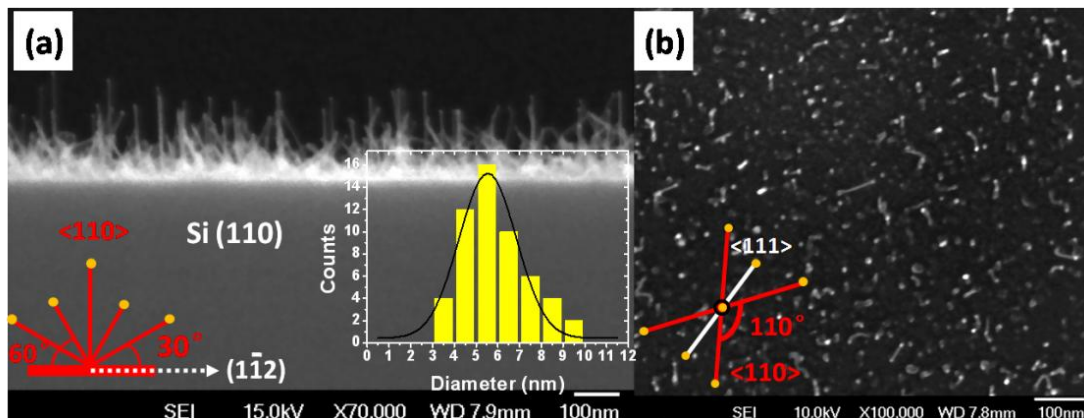 (a)
<110>
Si (110)
60
30°
(11̅2)
Counts
16
14
12
10
8
6
4
2
0
0 1 2 3 4 5 6 7 8 9 10 11 12
Diameter (nm)
SEI 15.0kV X70,000 WD 7.9mm 100nm
(b)
<111>
110°
<110>
SEI 10.0kV X100,000 WD 7.8mm 100nm